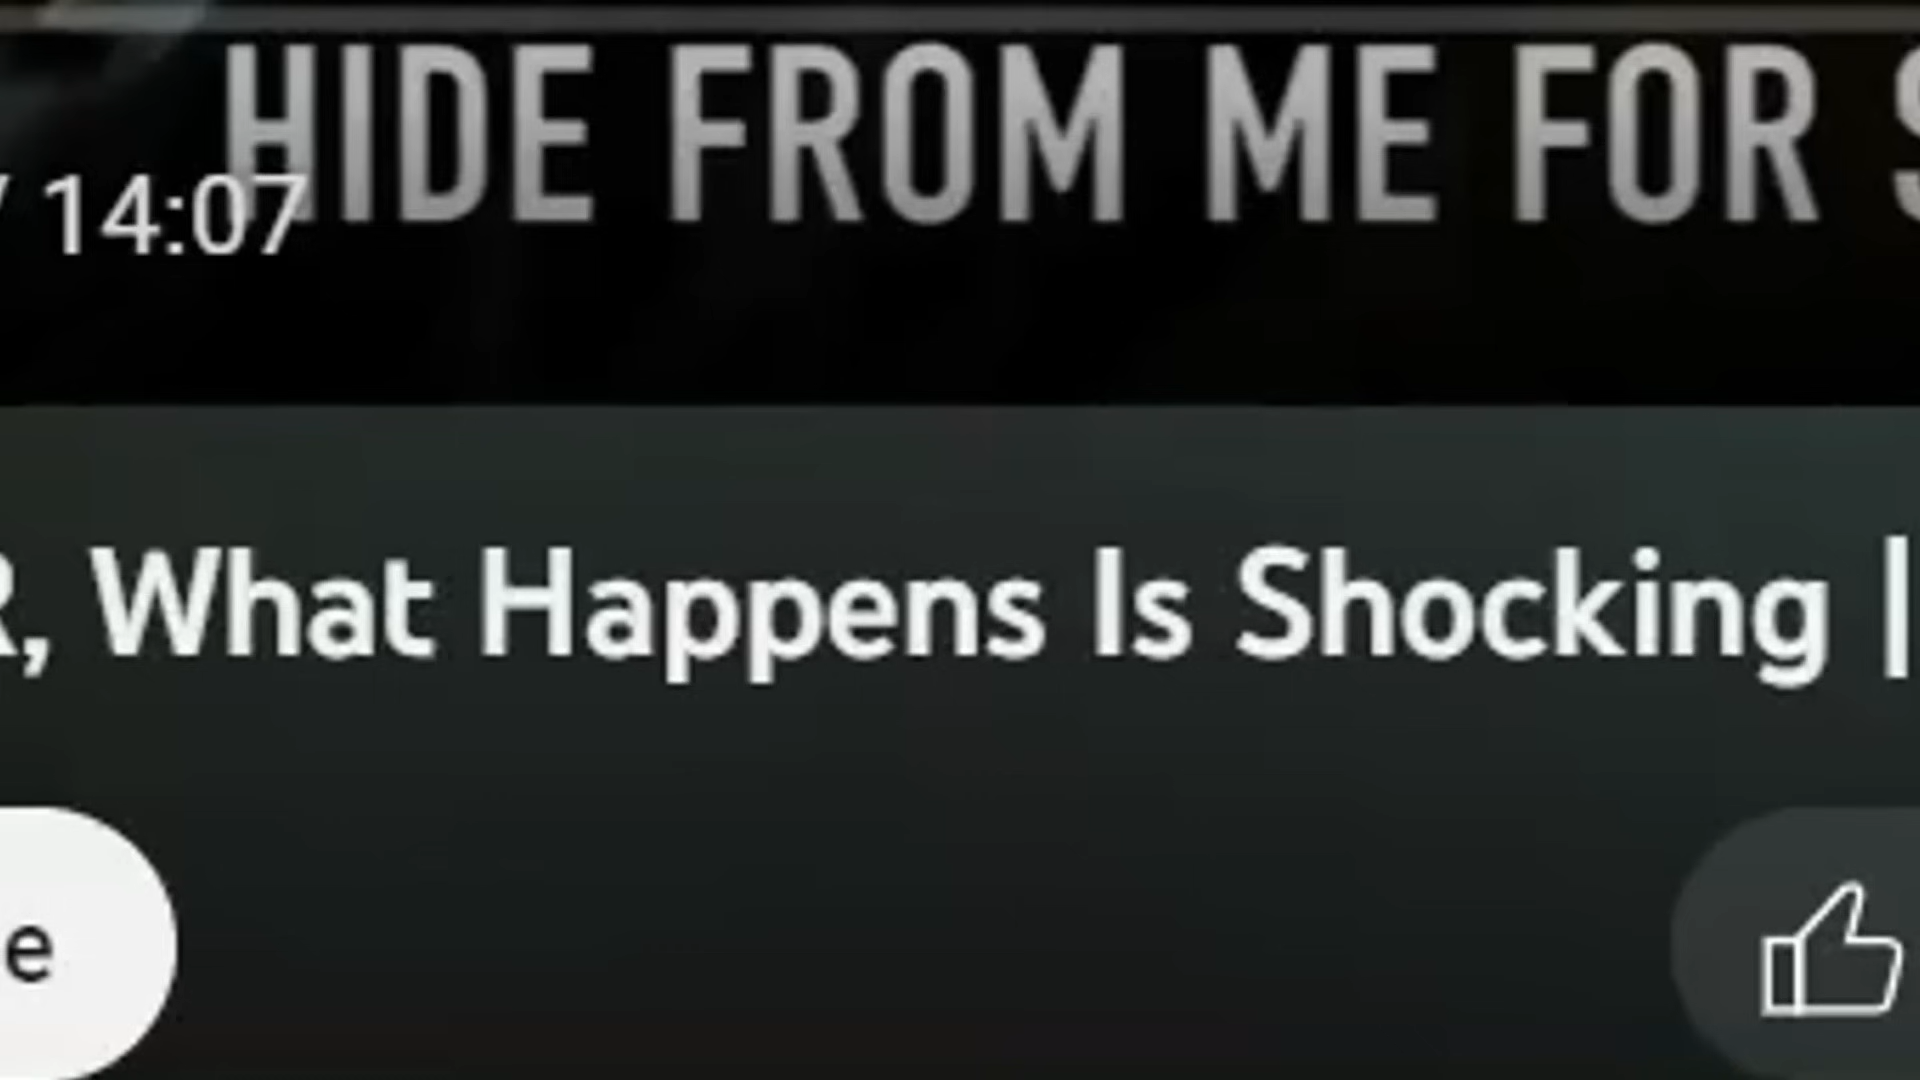 HIDE FROM ME FOR S
/ 14:07
R, What Happens Is Shocking |
e